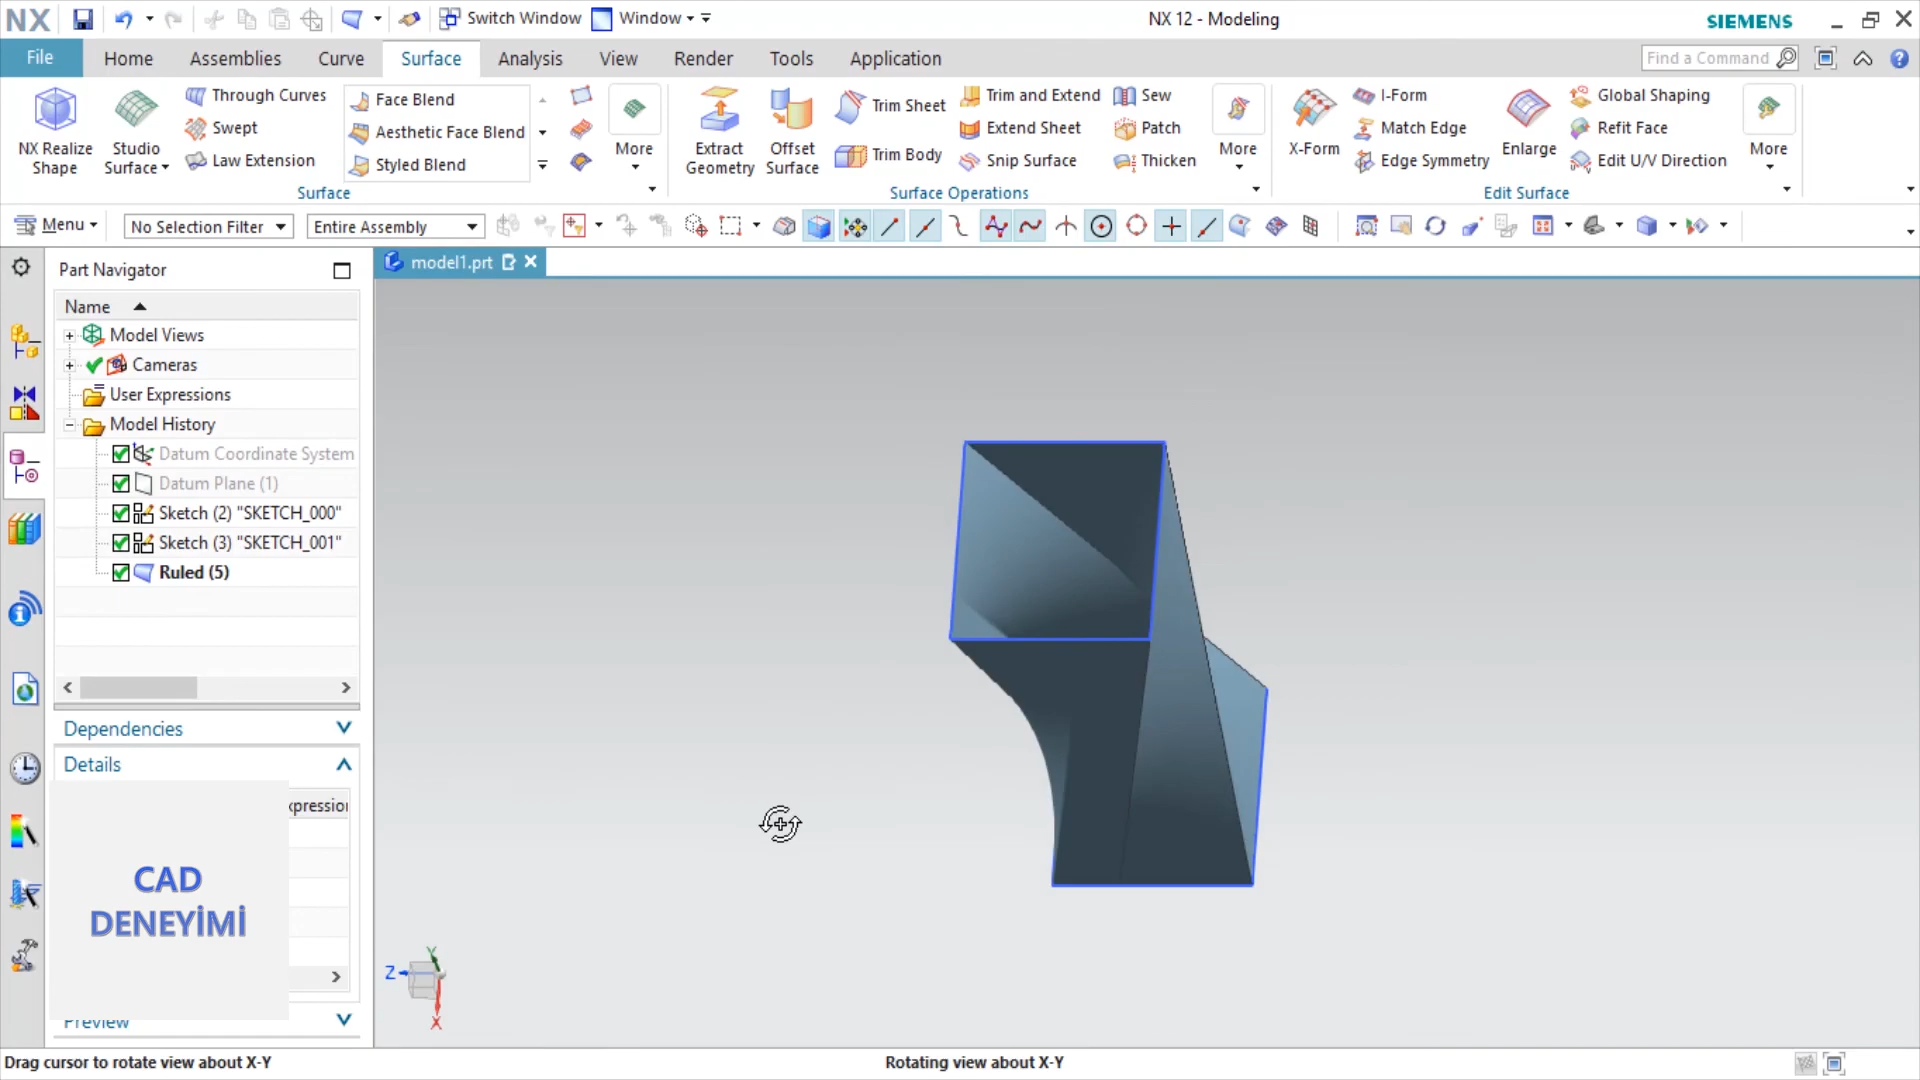 NX
Switch Window
Window
NX 12 - Modeling
SIEMENS
File
Home
Assemblies
Curve
Surface
Analysis
View
Render
Tools
Application
Find a Command
NX Realize
Shape
Studio
Surface
Through Curves
Swept
Law Extension
Face Blend
Aesthetic Face Blend
Styled Blend
More
Surface
Extract
Geometry
Offset
Surface
Trim Sheet
Trim Body
Trim and Extend
Extend Sheet
Snip Surface
Sew
Patch
Thicken
More
Surface Operations
X-Form
I-Form
Match Edge
Edge Symmetry
Enlarge
Global Shaping
Refit Face
Edit U/V Direction
More
Edit Surface
Menu
No Selection Filter
Entire Assembly
Part Navigator
model1.prt
Name
Model Views
Cameras
User Expressions
Model History
Datum Coordinate System
Datum Plane (1)
Sketch (2) "SKETCH_000"
Sketch (3) "SKETCH_001"
Ruled (5)
Dependencies
Details
xpression
CAD
DENEYİMİ
Preview
Y
Z
X
Drag cursor to rotate view about X-Y
Rotating view about X-Y